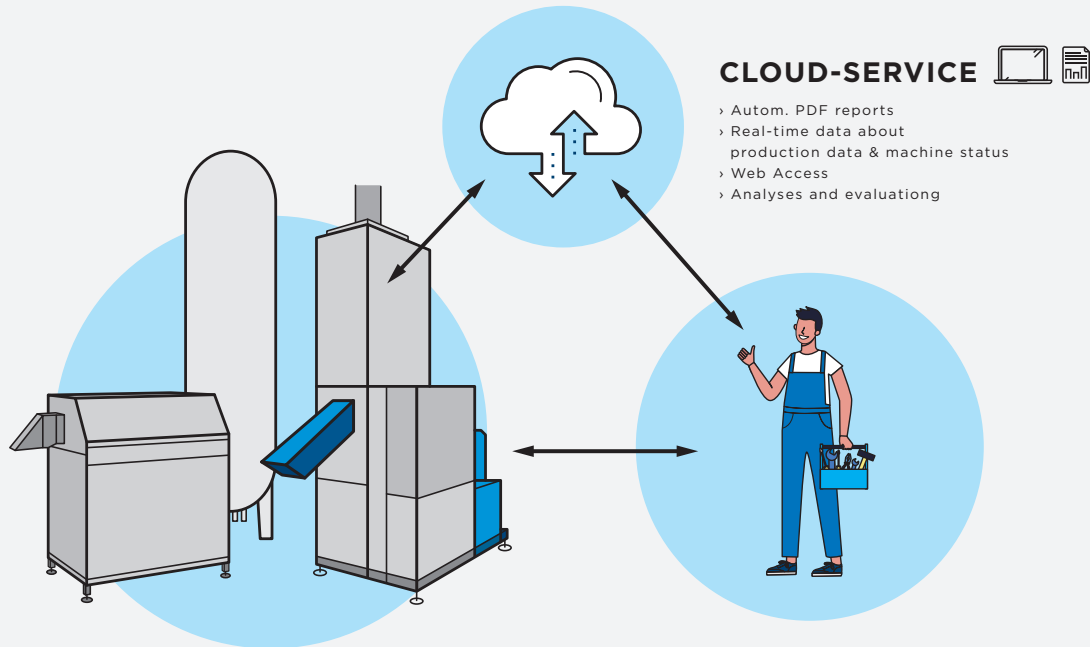 CLOUD-SERVICE
› Autom. PDF reports
› Real-time data about
production data & machine status
› Web Access
› Analyses and evaluationg